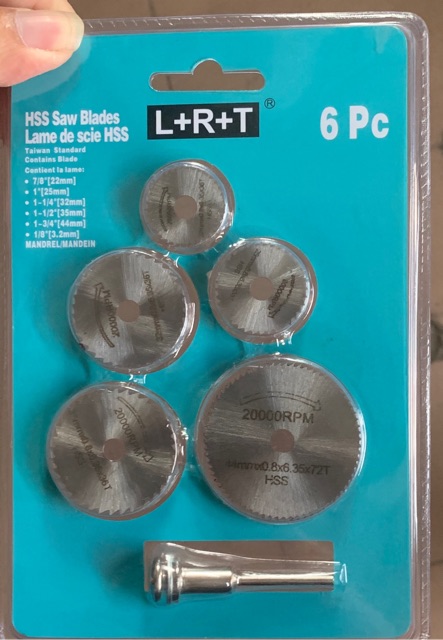 HSS Saw Blades
Lame de scie HSS
L+R+T®
6 Pc
Taiwan Standard
Contains Blade
Contient la lame:
• 7/8"[22mm]
• 1"[25mm]
• 1-1/4"[32mm]
• 1-1/2"[35mm]
• 1-3/4"[44mm]
• 1/8"[3.2mm]
MANDREL/MANDEIN
20000RPM
20000RPM
44mmx0.8x6.35x72T
HSS